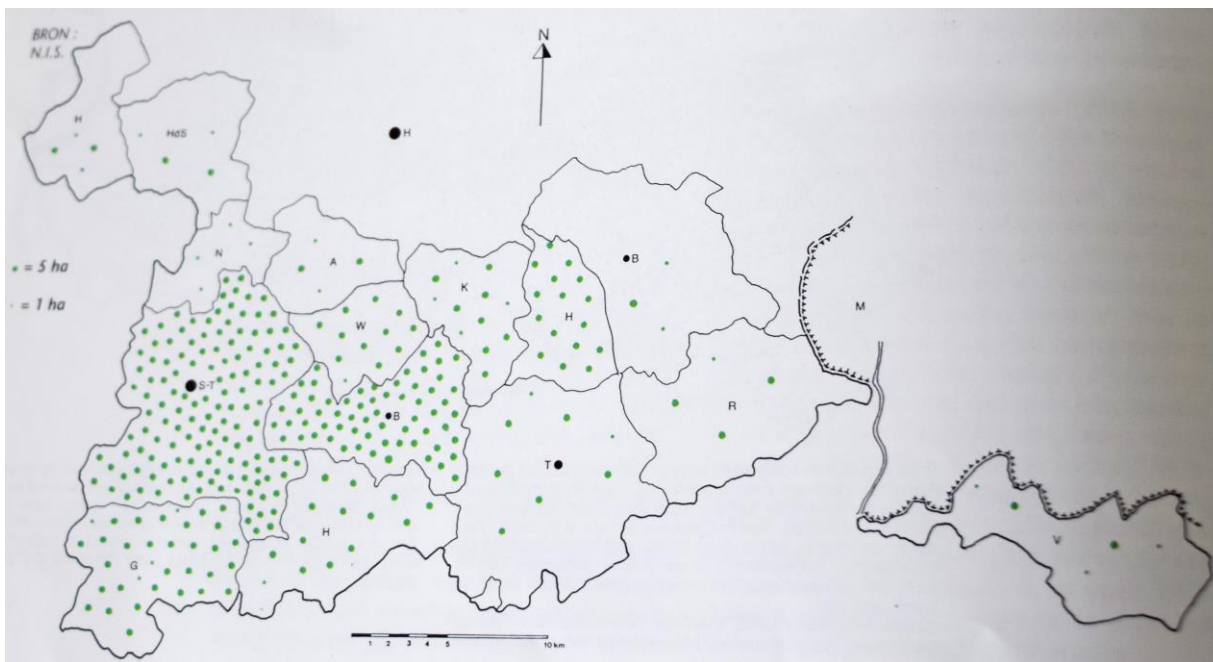 BRON :
N.I.S.
N
H
HdS
H
N
A
B
= 5 ha
K
= 1 ha
M
H
W
S-T
R
B
T
H
V
G
1 2 3 4 5 10 km